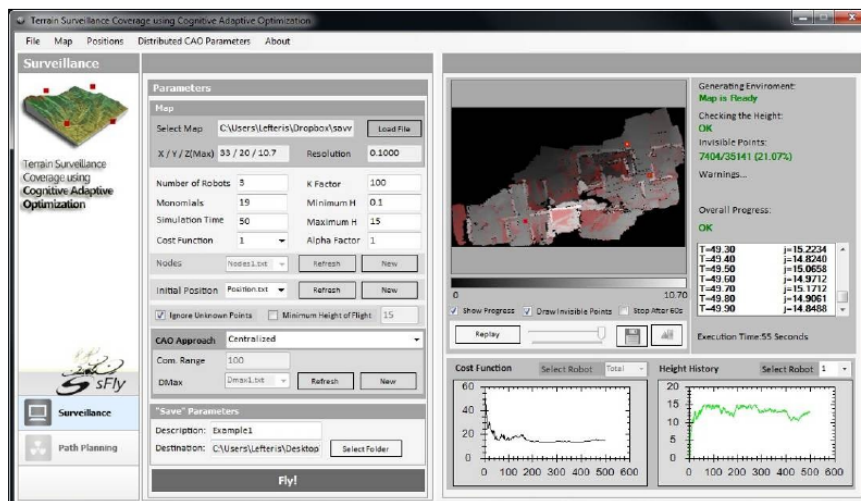 Terrain Surveillance Coverage using Cognitive Adaptive Optimization
File Map Positions Distributed CAO Parameters About
Surveillance
Terrain Surveillance
Coverage using
Cognitive Adaptive
Optimization
sFly
Surveillance
Path Planning
Parameters
Map
Select Map C:\Users\Lefteris\Dropbox\savv Load File
X / Y / Z(Max) 33 / 20 / 10.7 Resolution 0.1000
Number of Robots 3 K Factor 100
Monomials 19 Minimum H 0.1
Simulation Time 50 Maximum H 15
Cost Function 1 Alpha Factor 1
Nodes Nodes1.txt Refresh New
Initial Position Position.txt Refresh New
Ignore Unknown Points Minimum Height of Flight 15
CAO Approach Centralized
Com. Range 100
DMax Dmax1.txt Refresh New
"Save" Parameters
Description: Example1
Destination: C:\Users\Lefteris\Desktop Select Folder
Fly!
0 10.70
Show Progress Draw Invisible Points Stop After 60s
Replay
Generating Enviroment:
Map is Ready
Checking the Height:
OK
Invisible Points:
7404/35141 (21.07%)
Warnings...
Overall Progress:
OK
T=49.30 j=15.2234
T=49.40 j=14.8240
T=49.50 j=15.0658
T=49.60 j=14.9712
T=49.70 j=15.1712
T=49.80 j=14.9061
T=49.90 j=14.8488
Execution Time:55 Seconds
Cost Function Select Robot Total
60
40
20
0
0 100 200 300 400 500 600
Height History Select Robot 1
20
15
10
5
0
0 100 200 300 400 500 600